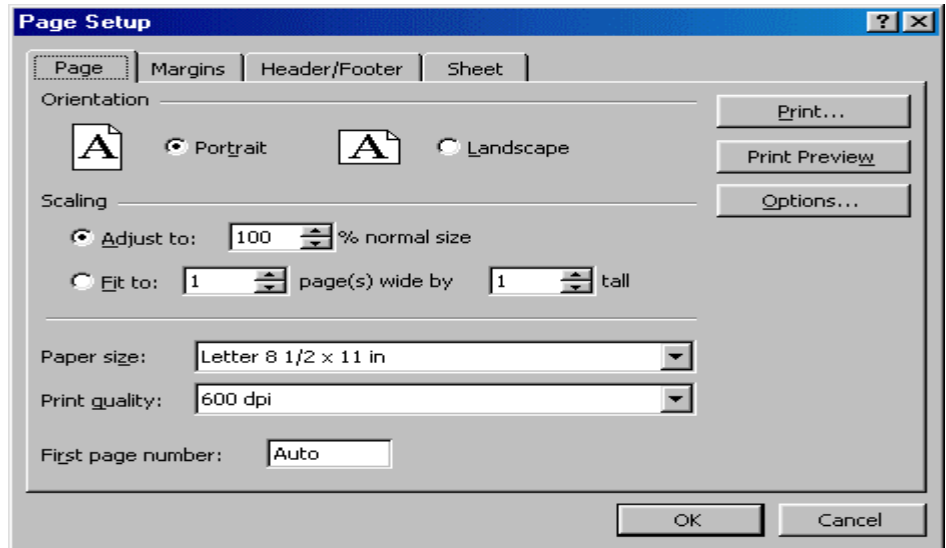 Page Setup
Page Margins Header/Footer Sheet
Orientation
A Portrait A Landscape
Print...
Print Preview
Options...
Scaling
Adjust to: 100 % normal size
Fit to: 1 page(s) wide by 1 tall
Paper size: Letter 8 1/2 x 11 in
Print quality: 600 dpi
First page number: Auto
OK Cancel